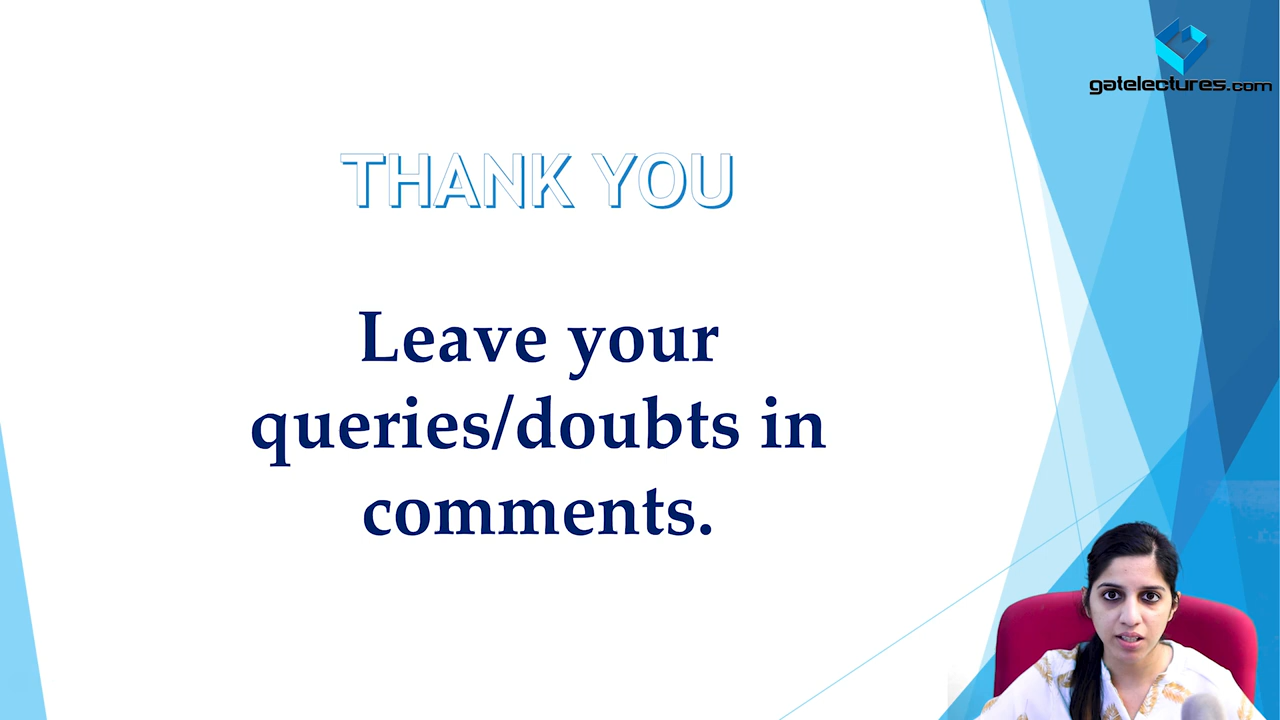 gatelectures.com
THANK YOU
Leave your
queries/doubts in
comments.